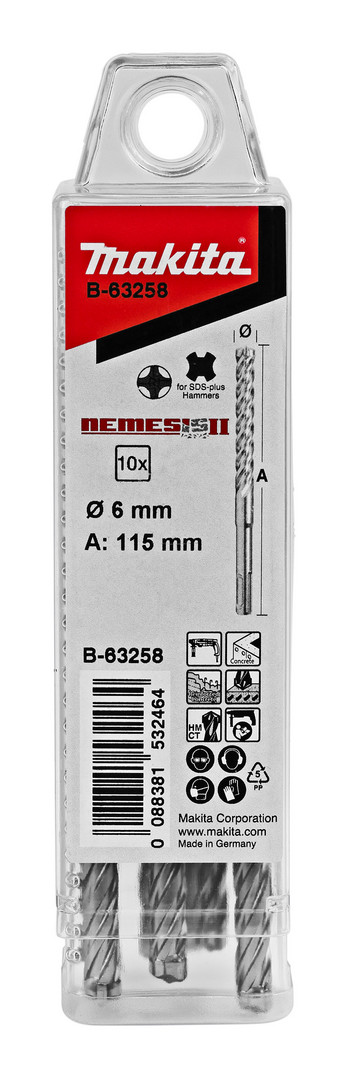 makita®
B-63258
Ø
for SDS-plus
Hammers
NEMESIS II
10x
A
Ø 6 mm
A: 115 mm
B-63258
Concrete
HM
CT
5
PP
0 088381 532464
Makita Corporation
www.makita.com
Made in Germany